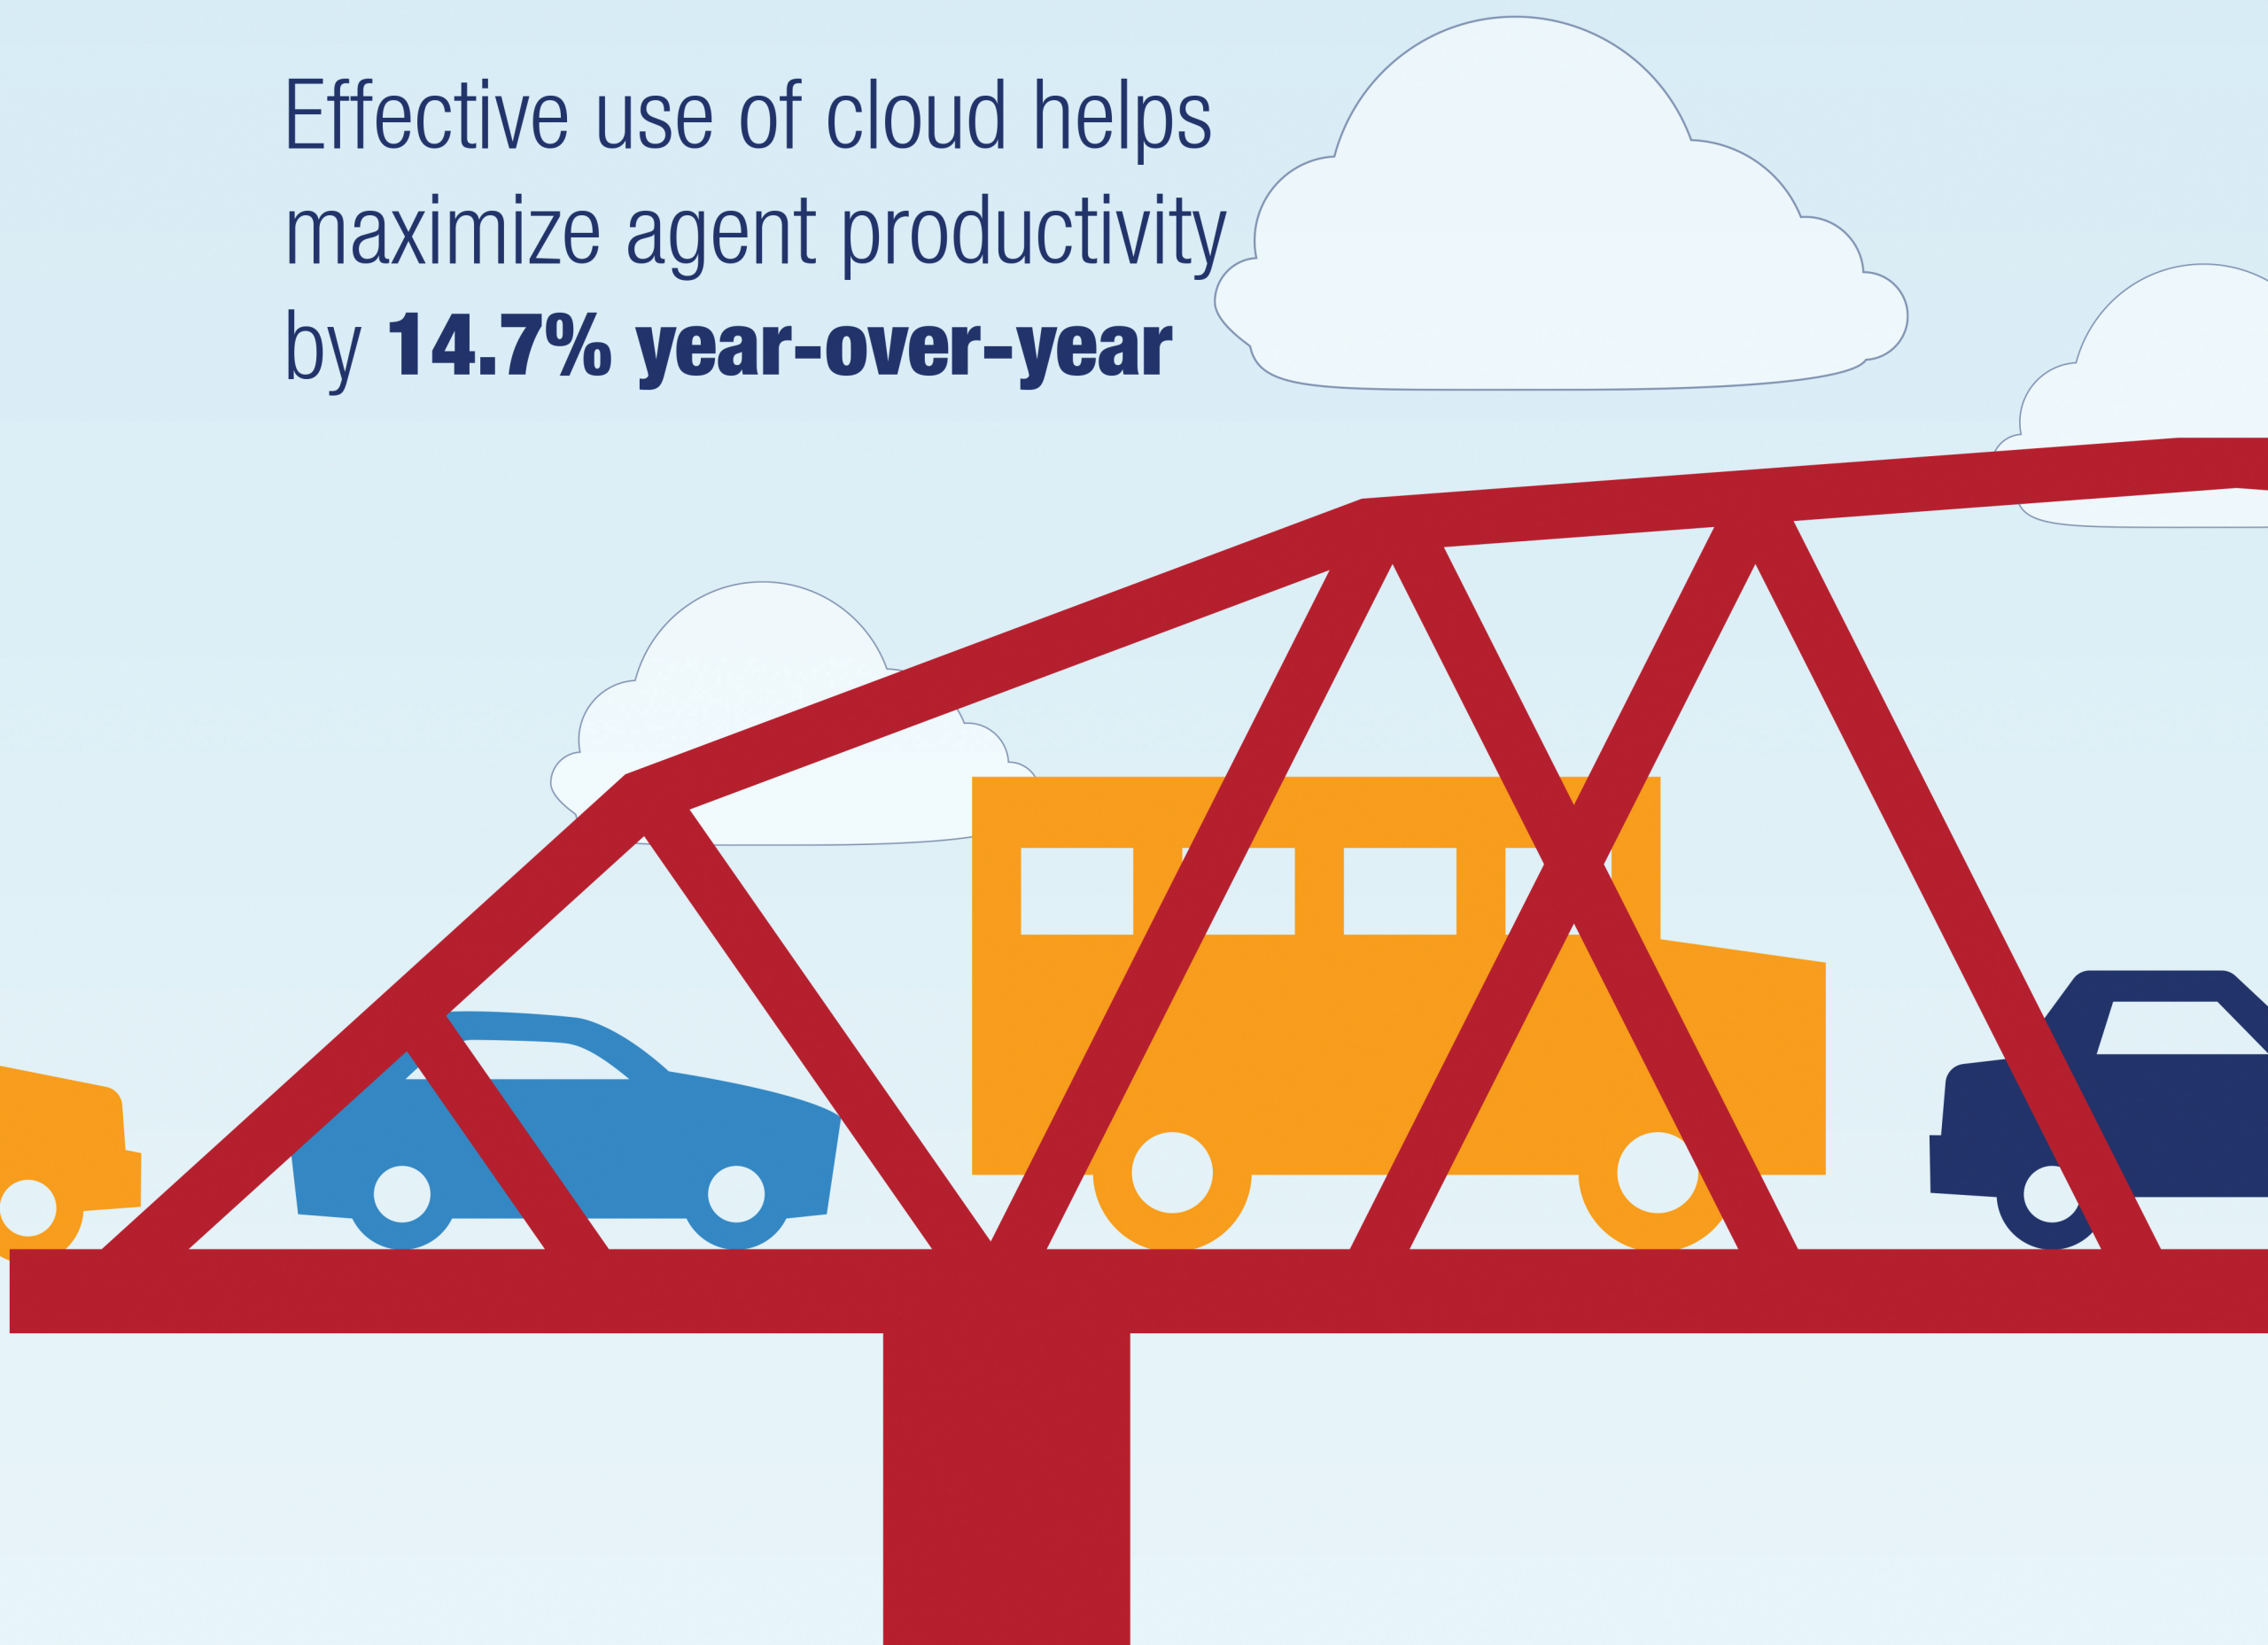 Effective use of cloud helps
maximize agent productivity
by 14.7% year-over-year